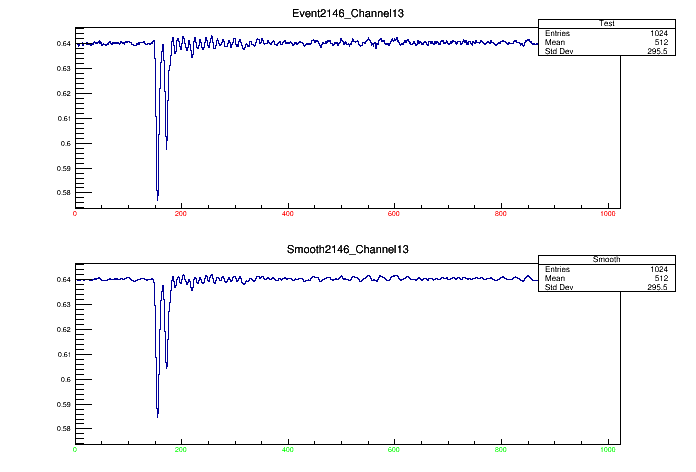 Event2146_Channel13
Test
Entries 1024
Mean 512
Std Dev 295.5
0.64
0.63
0.62
0.61
0.6
0.59
0.58
0 200 400 600 800 1000
Smooth2146_Channel13
Smooth
Entries 1024
Mean 512
Std Dev 295.5
0.64
0.63
0.62
0.61
0.6
0.59
0.58
0 200 400 600 800 1000